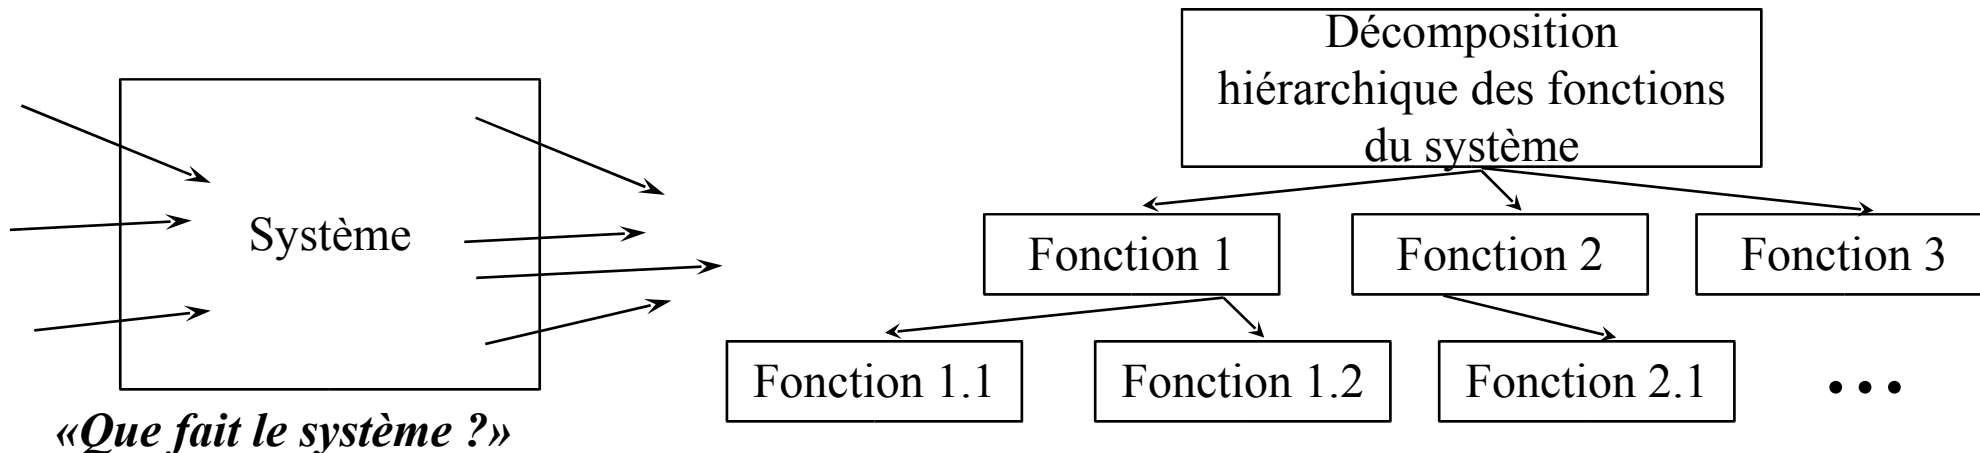 Système
«Que fait le système ?»
Décomposition
hiérarchique des fonctions
du système
Fonction 1
Fonction 2
Fonction 3
Fonction 1.1
Fonction 1.2
Fonction 2.1
•••